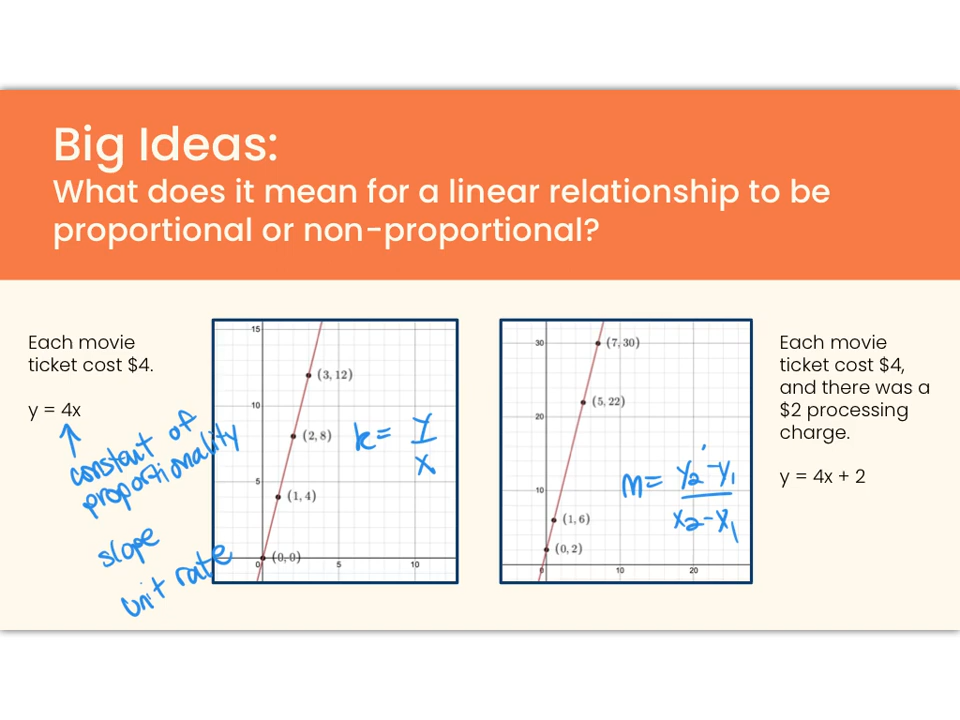 Big Ideas:
What does it mean for a linear relationship to be
proportional or non-proportional?
Each movie
ticket cost $4.
y = 4x
constant of
proportionality
slope
unit rate
15
10
5
0
5
10
(3, 12)
(2, 8)
(1, 4)
(0, 0)
k = y
x
30
20
10
0
10
20
(7, 30)
(5, 22)
(1, 6)
(0, 2)
m = y2 - y1
x2 - x1
Each movie
ticket cost $4,
and there was a
$2 processing
charge.
y = 4x + 2